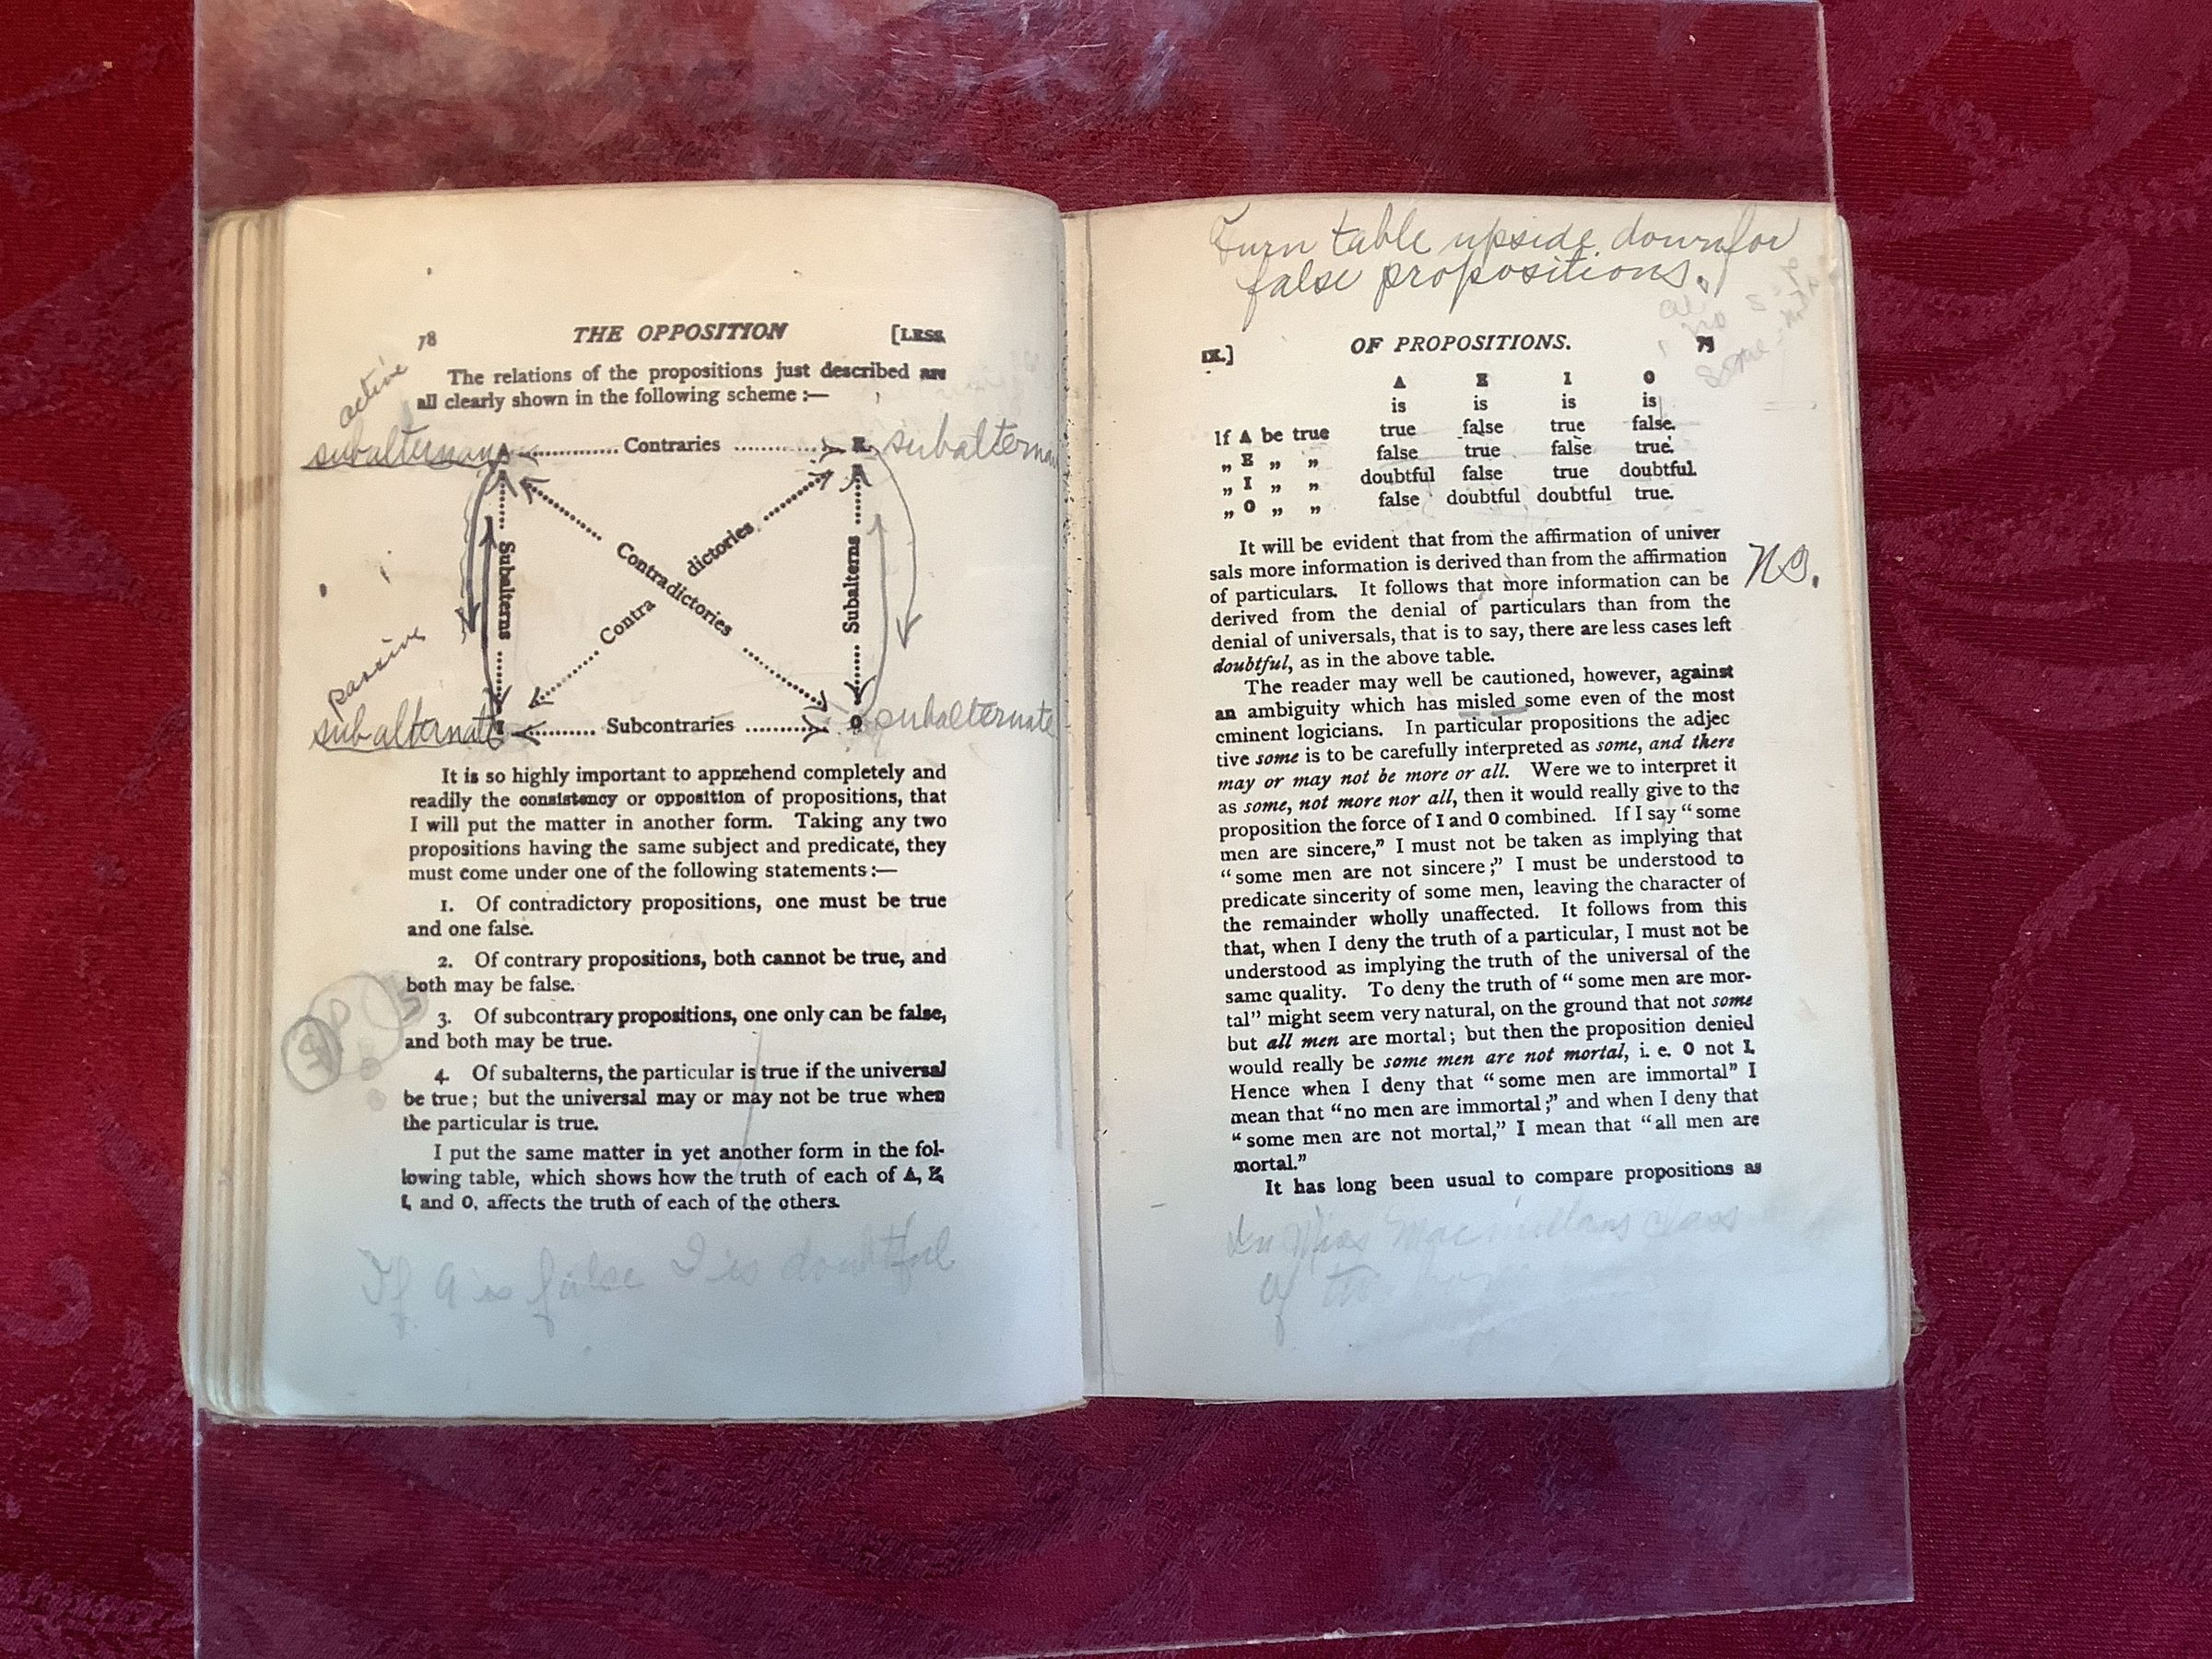 78 THE OPPOSITION [LESS.
active
The relations of the propositions just described are
all clearly shown in the following scheme :—
subalternans A Contraries E subalternans
Subalterns
Contradictories
Contra dictories
Subalterns
passive
subalternate I Subcontraries O subalternate
It is so highly important to apprehend completely and
readily the consistency or opposition of propositions, that
I will put the matter in another form. Taking any two
propositions having the same subject and predicate, they
must come under one of the following statements :—
1. Of contradictory propositions, one must be true
and one false.
2. Of contrary propositions, both cannot be true, and
both may be false.
3. Of subcontrary propositions, one only can be false,
and both may be true.
4. Of subalterns, the particular is true if the universal
be true ; but the universal may or may not be true when
the particular is true.
I put the same matter in yet another form in the fol-
lowing table, which shows how the truth of each of A, E,
I, and O, affects the truth of each of the others.
If A is false I is doubtful
Turn table upside down for
false propositions.
IX.] OF PROPOSITIONS. 79
A E I O
is is is is
If A be true true false true false.
„ E „ „ false true false true.
„ I „ „ doubtful false true doubtful.
„ O „ „ false doubtful doubtful true.
It will be evident that from the affirmation of univer
sals more information is derived than from the affirmation
of particulars. It follows that more information can be
derived from the denial of particulars than from the
denial of universals, that is to say, there are less cases left
doubtful, as in the above table.
The reader may well be cautioned, however, against
an ambiguity which has misled some even of the most
eminent logicians. In particular propositions the adjec
tive some is to be carefully interpreted as some, and there
may or may not be more or all. Were we to interpret it
as some, not more nor all, then it would really give to the
proposition the force of I and O combined. If I say “some
men are sincere,” I must not be taken as implying that
“some men are not sincere ;” I must be understood to
predicate sincerity of some men, leaving the character of
the remainder wholly unaffected. It follows from this
that, when I deny the truth of a particular, I must not be
understood as implying the truth of the universal of the
same quality. To deny the truth of “some men are mor-
tal” might seem very natural, on the ground that not some
but all men are mortal ; but then the proposition denied
would really be some men are not mortal, i. e. O not I.
Hence when I deny that “some men are immortal” I
mean that “no men are immortal ;” and when I deny that
“some men are not mortal,” I mean that “all men are
mortal.”
It has long been usual to compare propositions as
In Miss Macmillans class